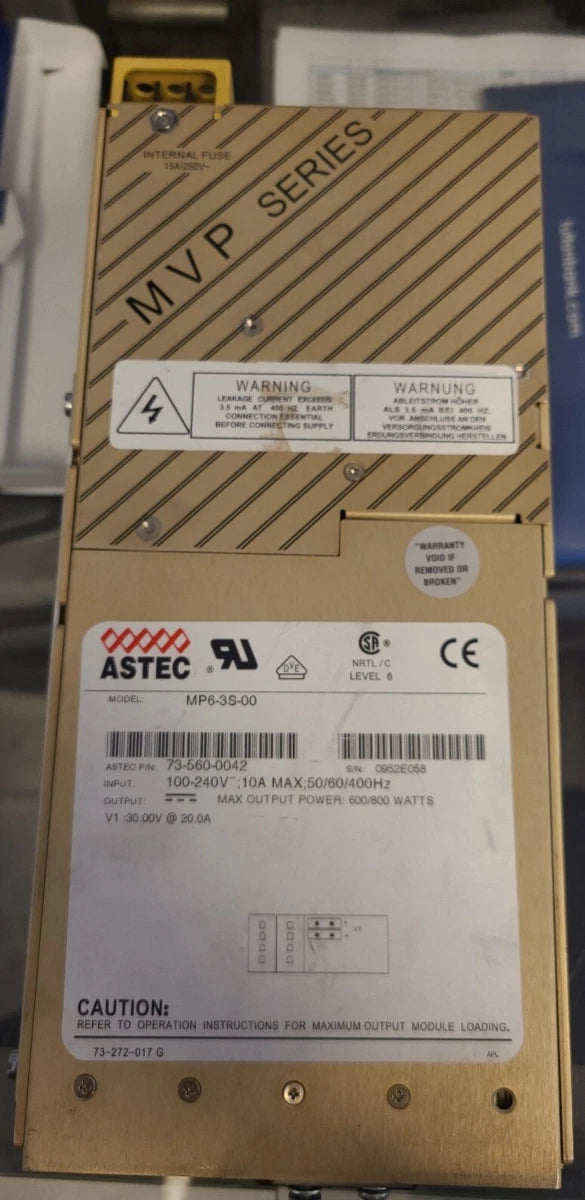 INTERNAL FUSE
15A/250V~
MVP SERIES
WARNING
LEAKAGE CURRENT EXCEEDS
3.5 mA AT 400 HZ. EARTH
CONNECTION ESSENTIAL
BEFORE CONNECTING SUPPLY
WARNUNG
ABLEITSTROM HÖHER
ALS 3.5 mA BEI 400 HZ,
VOR ANSCHLUSS AN DEN
VERSORGUNGSSTROMKREIS
ERDUNGSVERBINDUNG HERSTELLEN
"WARRANTY
VOID IF
REMOVED OR
BROKEN"
ASTEC
®
DVE
SA ®
NRTL/C
LEVEL 6
CE
MODEL: MP6-3S-00
ASTEC P/N: 73-560-0042
S/N: 0952E058
INPUT: 100-240V~;10A MAX;50/60/400Hz
OUTPUT: MAX OUTPUT POWER: 600/800 WATTS
V1 :30.00V @ 20.0A
CAUTION:
REFER TO OPERATION INSTRUCTIONS FOR MAXIMUM OUTPUT MODULE LOADING.
73-272-017 G